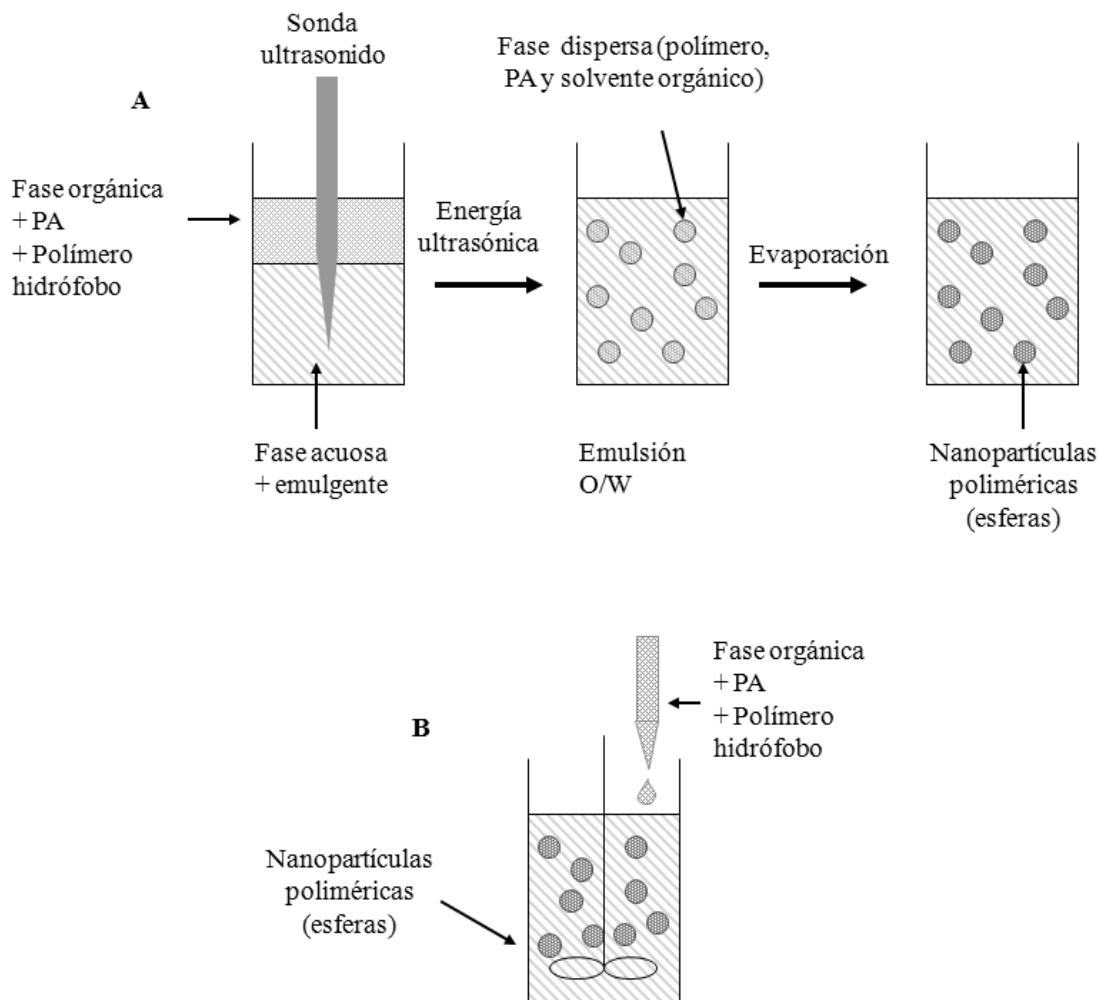 Sonda
ultrasonido
Fase dispersa (polímero,
PA y solvente orgánico)
A
Fase orgánica
+ PA
+ Polímero
hidrófobo
Energía
ultrasónica
Evaporación
Fase acuosa
+ emulgente
Emulsión
O/W
Nanopartículas
poliméricas
(esferas)
Fase orgánica
+ PA
+ Polímero
hidrófobo
B
Nanopartículas
poliméricas
(esferas)